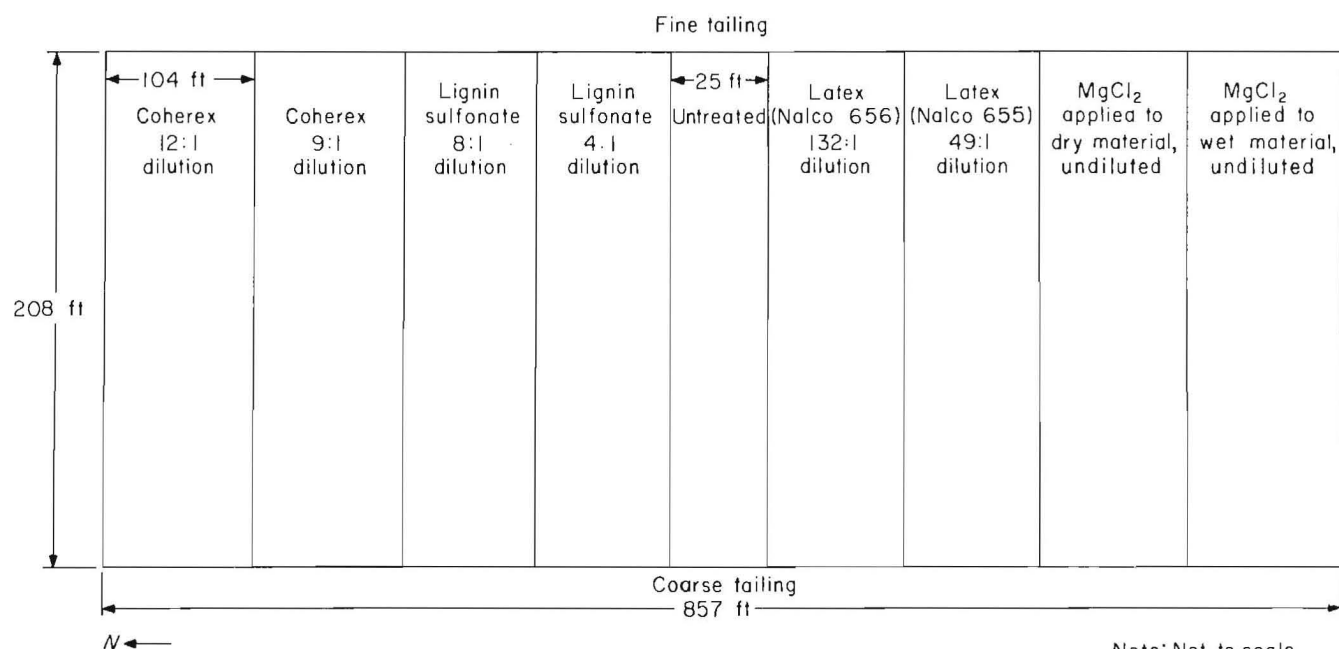 Fine tailing
104 ft
Coherex
12:1
dilution
Coherex
9:1
dilution
Lignin
sulfonate
8:1
dilution
Lignin
sulfonate
4.1
dilution
25 ft
Untreated
Latex
(Nalco 656)
132:1
dilution
Latex
(Nalco 655)
49:1
dilution
MgCl₂
applied to
dry material,
undiluted
MgCl₂
applied to
wet material,
undiluted
208 ft
Coarse tailing
857 ft
N
Note: Not to scale